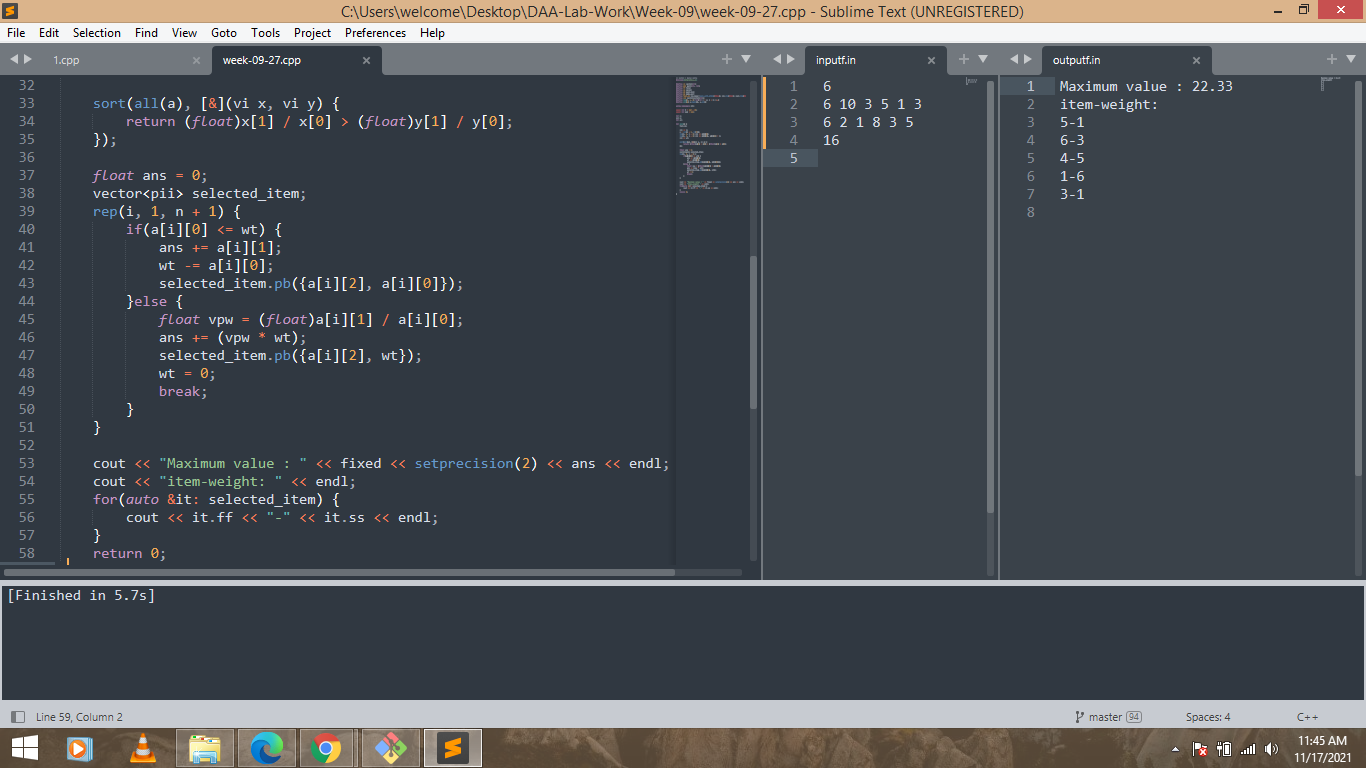 C:\Users\welcome\Desktop\DAA-Lab-Work\Week-09\week-09-27.cpp - Sublime Text (UNREGISTERED)
File Edit Selection Find View Goto Tools Project Preferences Help
1.cpp
week-09-27.cpp
32
33 sort(all(a), [&](vi x, vi y) {
34 return (float)x[1] / x[0] > (float)y[1] / y[0];
35 });
36
37 float ans = 0;
38 vector<pii> selected_item;
39 rep(i, 1, n + 1) {
40 if(a[i][0] <= wt) {
41 ans += a[i][1];
42 wt -= a[i][0];
43 selected_item.pb({a[i][2], a[i][0]});
44 }else {
45 float vpw = (float)a[i][1] / a[i][0];
46 ans += (vpw * wt);
47 selected_item.pb({a[i][2], wt});
48 wt = 0;
49 break;
50 }
51 }
52
53 cout << "Maximum value : " << fixed << setprecision(2) << ans << endl;
54 cout << "item-weight: " << endl;
55 for(auto &it: selected_item) {
56 cout << it.ff << "-" << it.ss << endl;
57 }
58 return 0;
inputf.in
1 6
2 6 10 3 5 1 3
3 6 2 1 8 3 5
4 16
5
outputf.in
1 Maximum value : 22.33
2 item-weight:
3 5-1
4 6-3
5 4-5
6 1-6
7 3-1
8
[Finished in 5.7s]
Line 59, Column 2
master 94
Spaces: 4
C++
11:45 AM
11/17/2021